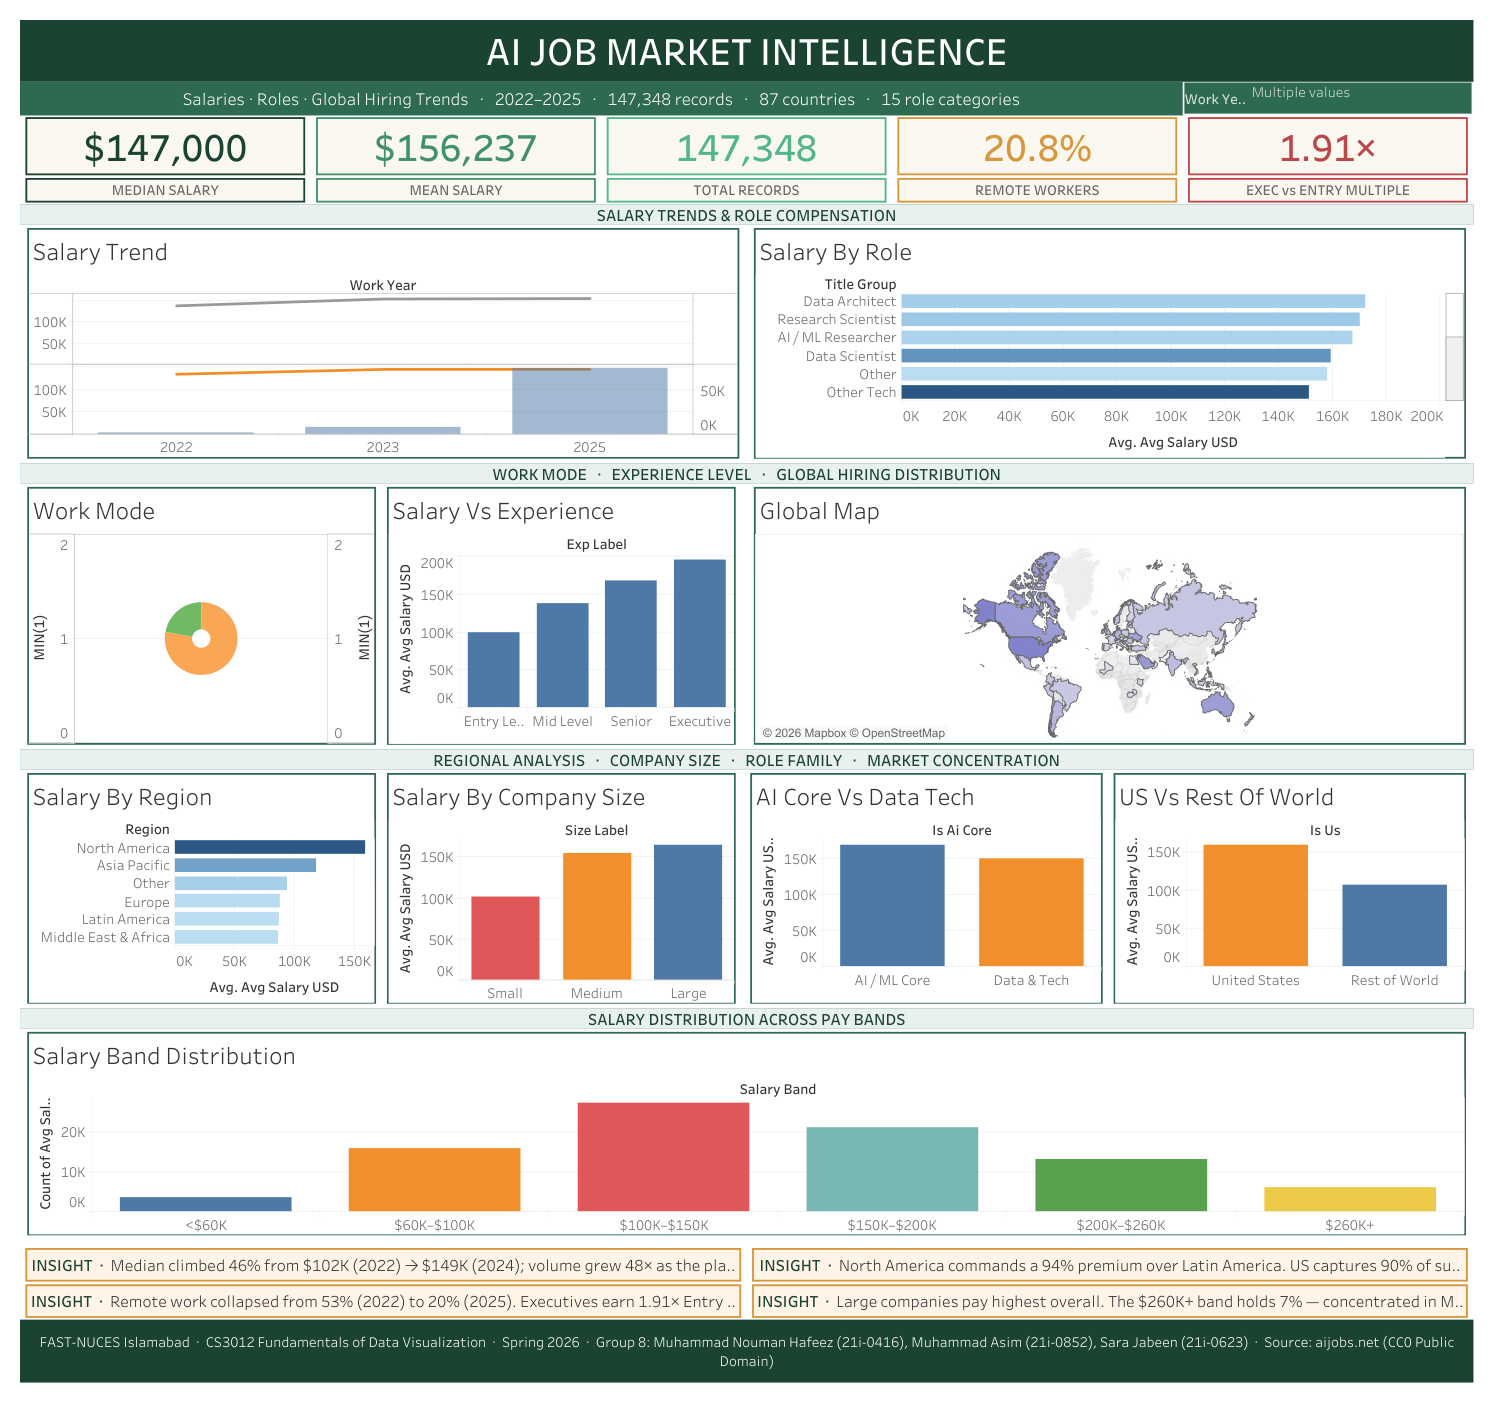 AI JOB MARKET INTELLIGENCE
Salaries · Roles · Global Hiring Trends · 2022–2025 · 147,348 records · 87 countries · 15 role categories
Work Ye.. Multiple values
$147,000
MEDIAN SALARY
$156,237
MEAN SALARY
147,348
TOTAL RECORDS
20.8%
REMOTE WORKERS
1.91×
EXEC vs ENTRY MULTIPLE
SALARY TRENDS & ROLE COMPENSATION
Salary Trend
Work Year
100K
50K
100K
50K
50K
0K
2022 2023 2025
Salary By Role
Title Group
Data Architect
Research Scientist
AI / ML Researcher
Data Scientist
Other
Other Tech
0K 20K 40K 60K 80K 100K 120K 140K 160K 180K 200K
Avg. Avg Salary USD
WORK MODE · EXPERIENCE LEVEL · GLOBAL HIRING DISTRIBUTION
Work Mode
2
1
0
MIN(1)
2
1
0
MIN(1)
Salary Vs Experience
Exp Label
Avg. Avg Salary USD
200K
150K
100K
50K
0K
Entry Le.. Mid Level Senior Executive
Global Map
© 2026 Mapbox © OpenStreetMap
REGIONAL ANALYSIS · COMPANY SIZE · ROLE FAMILY · MARKET CONCENTRATION
Salary By Region
Region
North America
Asia Pacific
Other
Europe
Latin America
Middle East & Africa
0K 50K 100K 150K
Avg. Avg Salary USD
Salary By Company Size
Size Label
Avg. Avg Salary USD
150K
100K
50K
0K
Small Medium Large
AI Core Vs Data Tech
Is Ai Core
Avg. Avg Salary US..
150K
100K
50K
0K
AI / ML Core Data & Tech
US Vs Rest Of World
Is Us
Avg. Avg Salary US..
150K
100K
50K
0K
United States Rest of World
SALARY DISTRIBUTION ACROSS PAY BANDS
Salary Band Distribution
Salary Band
Count of Avg Sal..
20K
10K
0K
<$60K $60K–$100K $100K–$150K $150K–$200K $200K–$260K $260K+
INSIGHT · Median climbed 46% from $102K (2022) → $149K (2024); volume grew 48× as the pla..
INSIGHT · North America commands a 94% premium over Latin America. US captures 90% of su..
INSIGHT · Remote work collapsed from 53% (2022) to 20% (2025). Executives earn 1.91× Entry ..
INSIGHT · Large companies pay highest overall. The $260K+ band holds 7% — concentrated in M..
FAST-NUCES Islamabad · CS3012 Fundamentals of Data Visualization · Spring 2026 · Group 8: Muhammad Nouman Hafeez (21i-0416), Muhammad Asim (21i-0852), Sara Jabeen (21i-0623) · Source: aijobs.net (CC0 Public
Domain)